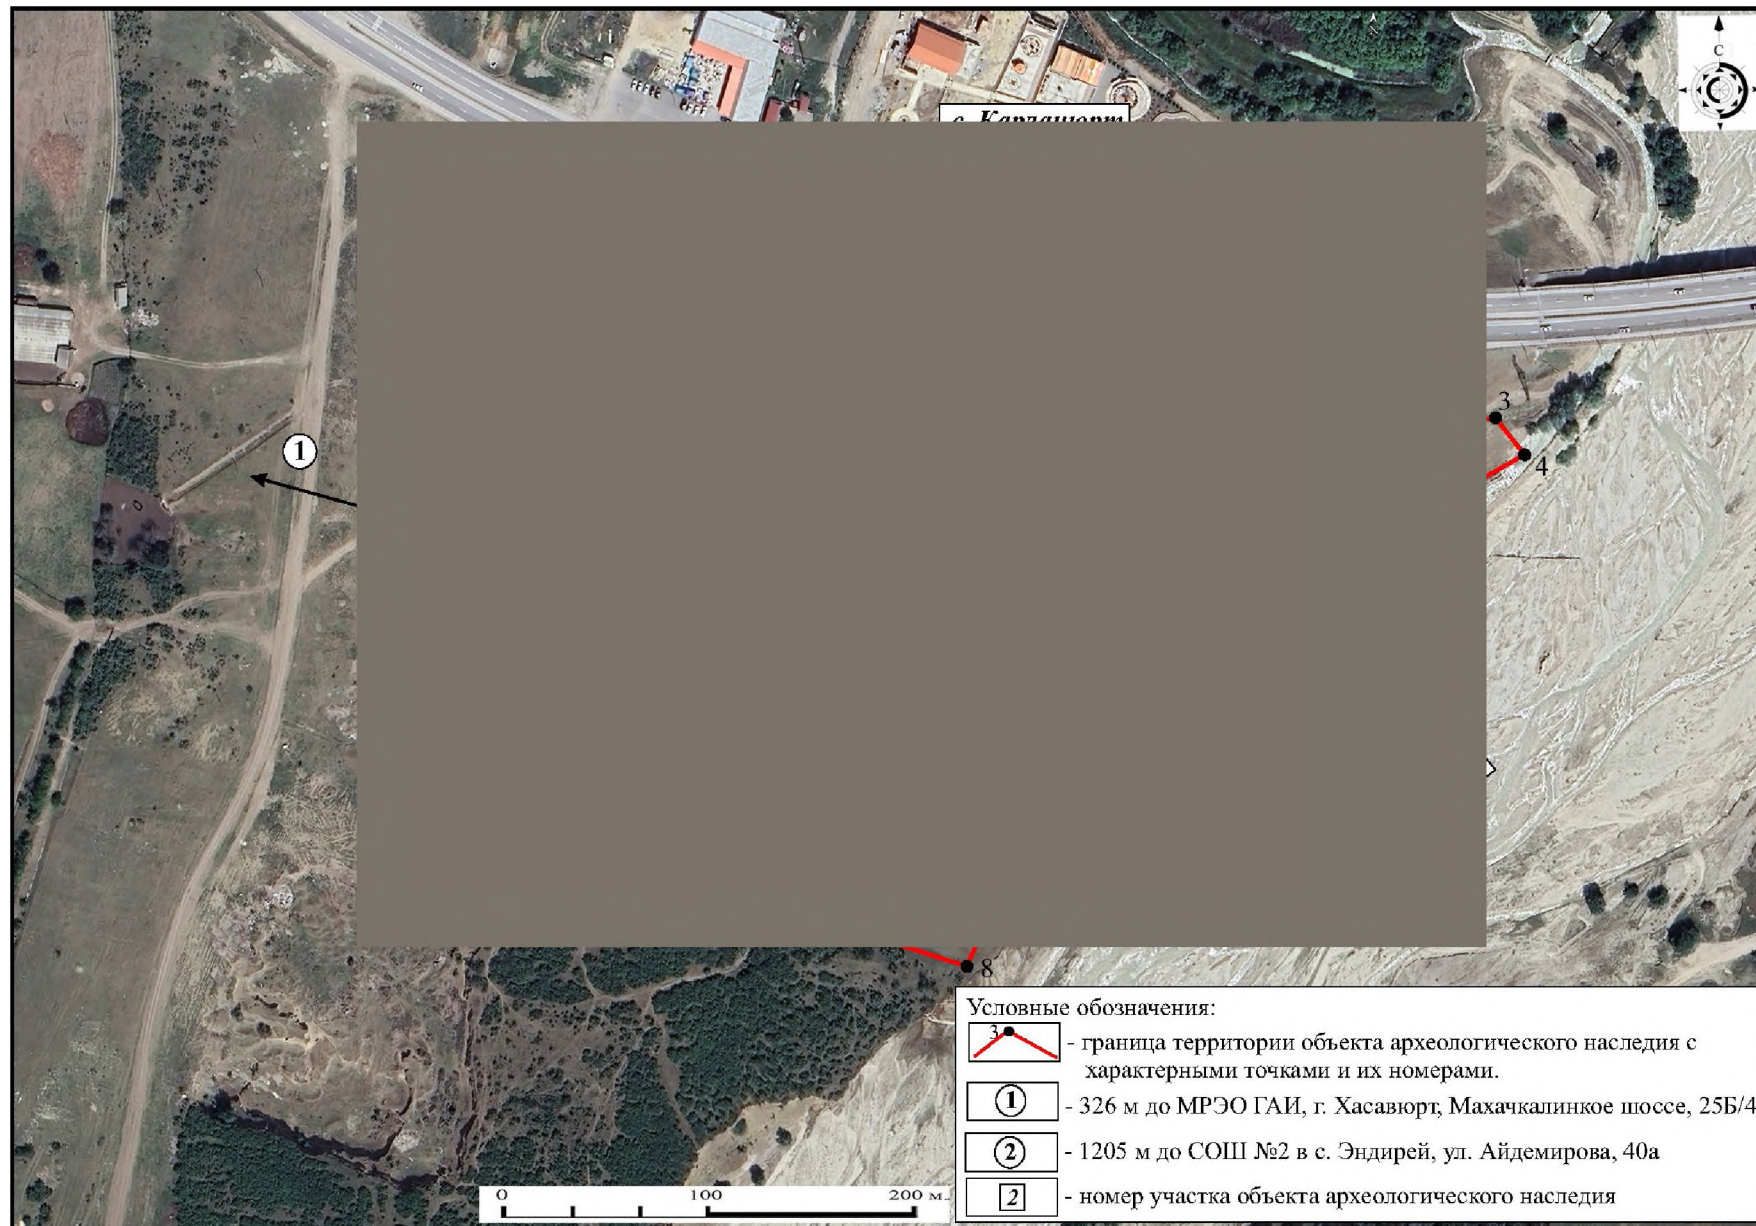 С
с. Карланюрт
3
4
1
8
Условные обозначения:
3
- граница территории объекта археологического наследия с
характерными точками и их номерами.
1 - 326 м до МРЭО ГАИ, г. Хасавюрт, Махачкалинкое шоссе, 25Б/4
2 - 1205 м до СОШ №2 в с. Эндирей, ул. Айдемирова, 40а
2 - номер участка объекта археологического наследия
0 100 200 м.